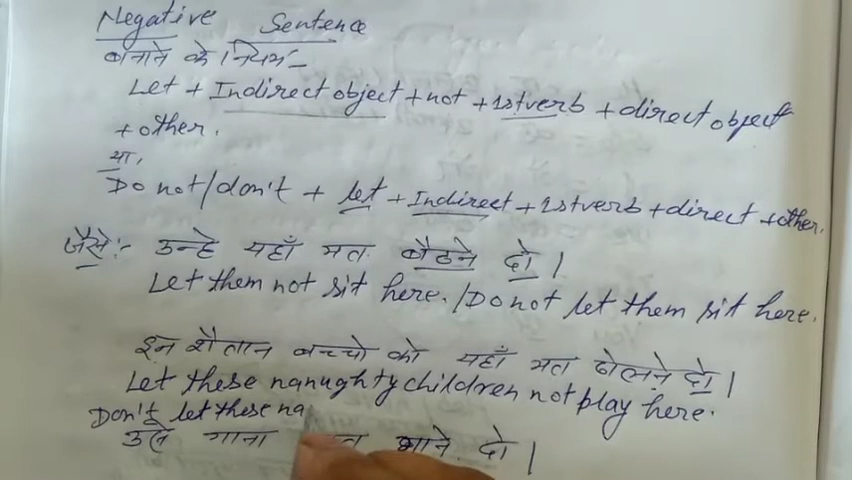 Negative Sentence
बनाने के नियम:-
Let + Indirect object + not + 1st verb + direct object
+ other.
या,
Do not/don't + let + Indirect + 1st verb + direct + other.
जैसे:- उन्हे यहाँ मत बैठने दो।
Let them not sit here. / Do not let them sit here.
इन शैतान बच्चो को यहाँ मत खेलने दो।
Let these nanughty children not play here.
Don't let these na
उसे गाना गाने दो।